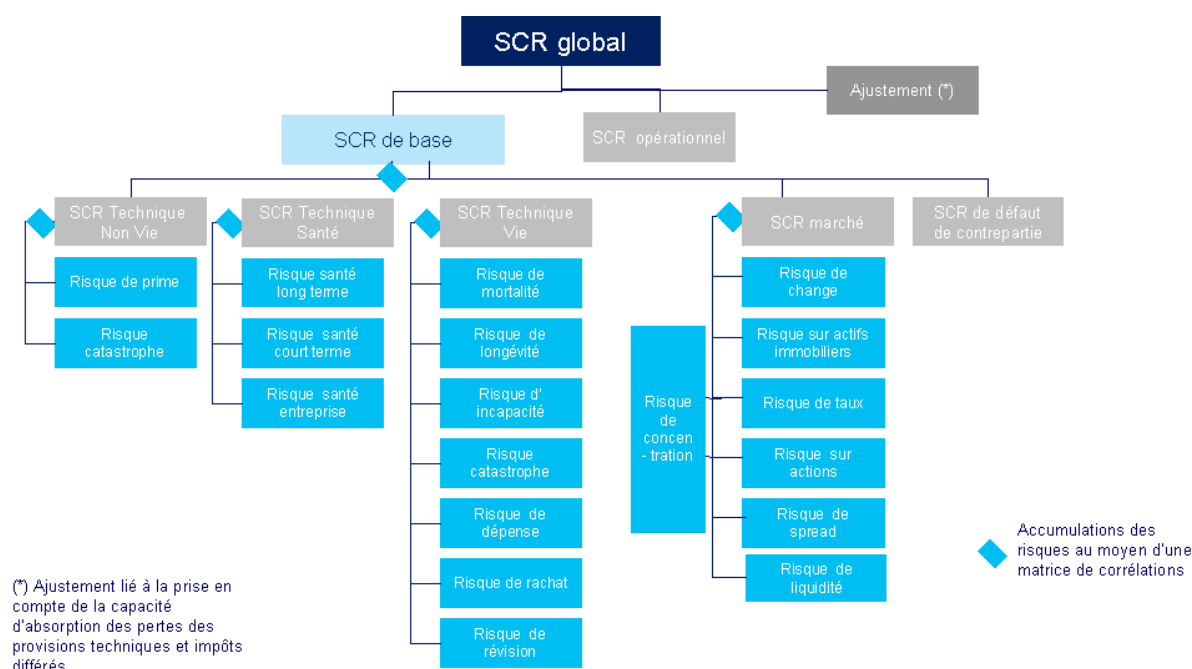 SCR global
Ajustement (*)
SCR de base
SCR opérationnel
SCR Technique
Non Vie
SCR Technique
Santé
SCR Technique
Vie
SCR marché
SCR de défaut
de contrepartie
Risque de prime
Risque
catastrophe
Risque santé
long terme
Risque santé
court terme
Risque santé
entreprise
Risque de
mortalité
Risque de
longévité
Risque d'
incapacité
Risque
catastrophe
Risque de
dépense
Risque de rachat
Risque de
révision
Risque
de
concen
- tration
Risque de
change
Risque sur actifs
immobiliers
Risque de taux
Risque sur
actions
Risque de
spread
Risque de
liquidité
Accumulations des
risques au moyen d'une
matrice de corrélations
(*) Ajustement lié à la prise en
compte de la capacité
d'absorption des pertes des
provisions techniques et impôts
différés